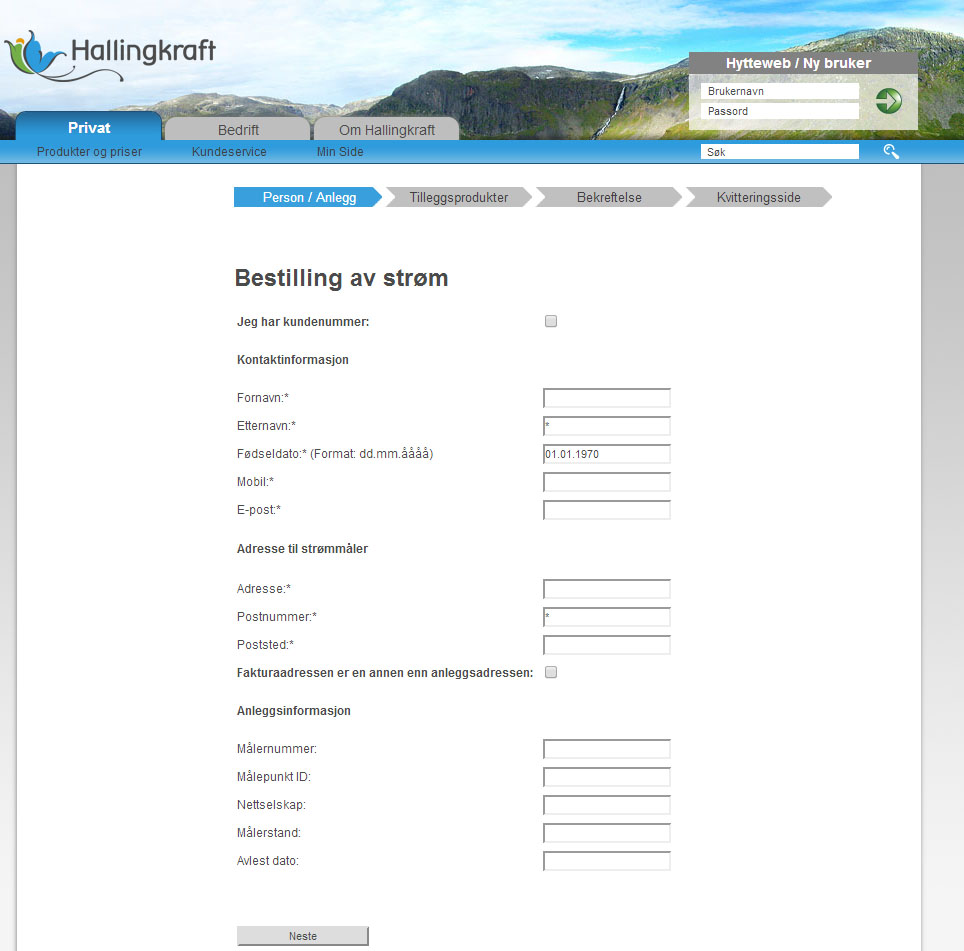 Hallingkraft
Hytteweb / Ny bruker
Brukernavn
Passord
Privat
Bedrift
Om Hallingkraft
Produkter og priser
Kundeservice
Min Side
Søk
Person / Anlegg
Tilleggsprodukter
Bekreftelse
Kvitteringsside
Bestilling av strøm
Jeg har kundenummer:
Kontaktinformasjon
Fornavn:*
Etternavn:* *
Fødseldato:* (Format: dd.mm.åååå) 01.01.1970
Mobil:*
E-post:*
Adresse til strømmåler
Adresse:*
Postnummer:* *
Poststed:*
Fakturaadressen er en annen enn anleggsadressen:
Anleggsinformasjon
Målernummer:
Målepunkt ID:
Nettselskap:
Målerstand:
Avlest dato:
Neste